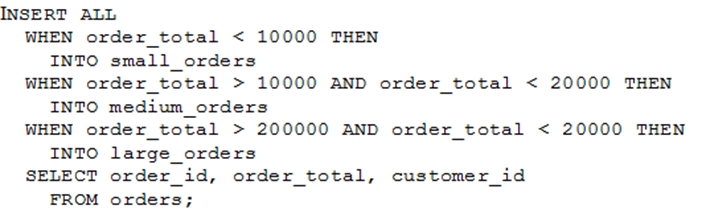 INSERT ALL
WHEN order_total < 10000 THEN
INTO small_orders
WHEN order_total > 10000 AND order_total < 20000 THEN
INTO medium_orders
WHEN order_total > 200000 AND order_total < 20000 THEN
INTO large_orders
SELECT order_id, order_total, customer_id
FROM orders;